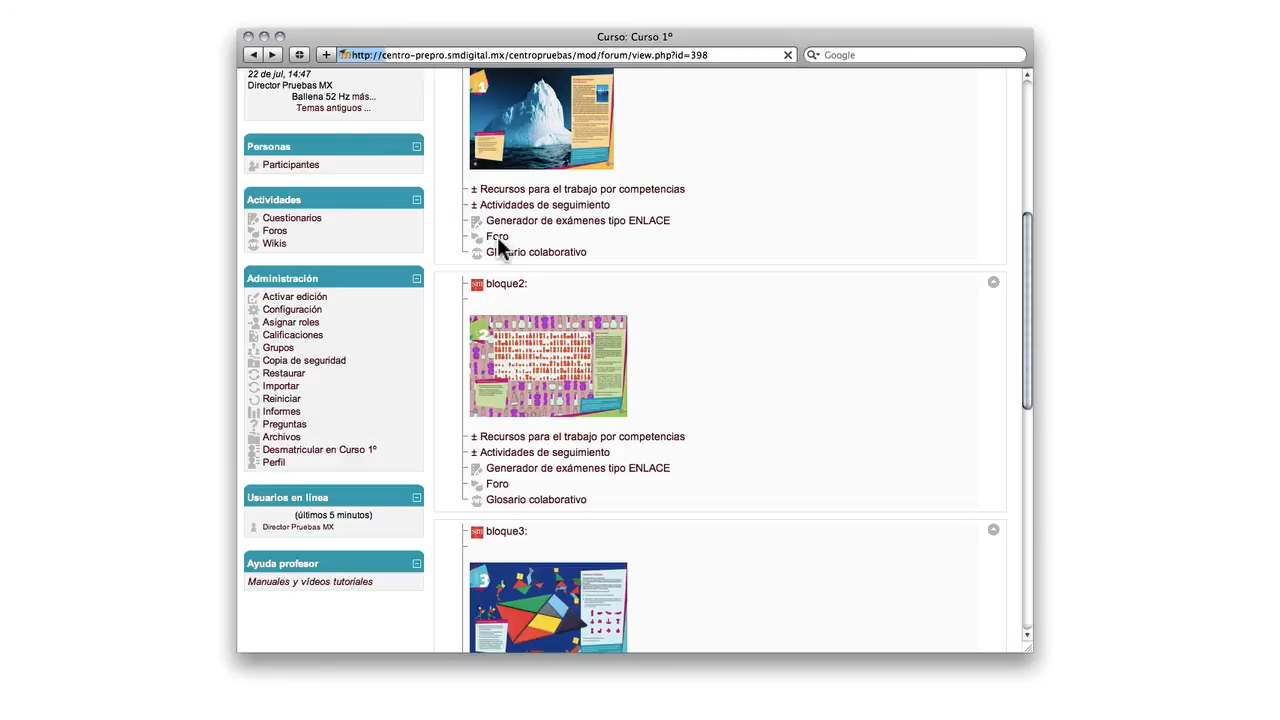 Curso: Curso 1º
http://centro-prepro.smdigital.mx/centropruebas/mod/forum/view.php?id=398
Google
22 de jul, 14:47
Director Pruebas MX
Ballena 52 Hz más...
Temas antiguos ...
Personas
Participantes
Actividades
Cuestionarios
Foros
Wikis
Administración
Activar edición
Configuración
Asignar roles
Calificaciones
Grupos
Copia de seguridad
Restaurar
Importar
Reiniciar
Informes
Preguntas
Archivos
Desmatricular en Curso 1º
Perfil
Usuarios en línea
(últimos 5 minutos)
Director Pruebas MX
Ayuda profesor
Manuales y vídeos tutoriales
1
± Recursos para el trabajo por competencias
± Actividades de seguimiento
Generador de exámenes tipo ENLACE
Foro
Glosario colaborativo
sm bloque2:
2
± Recursos para el trabajo por competencias
± Actividades de seguimiento
Generador de exámenes tipo ENLACE
Foro
Glosario colaborativo
sm bloque3:
3